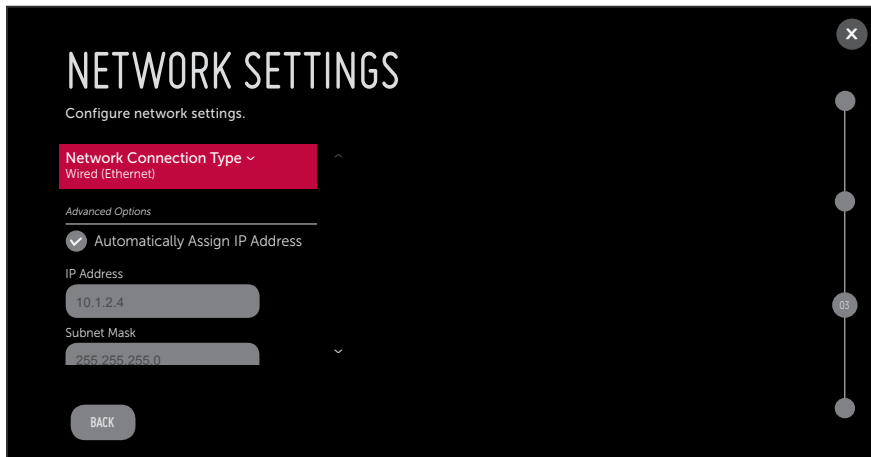 X
NETWORK SETTINGS
Configure network settings.
Network Connection Type
Wired (Ethernet)
Advanced Options
Automatically Assign IP Address
IP Address
10.1.2.4
03
Subnet Mask
255.255.255.0
BACK